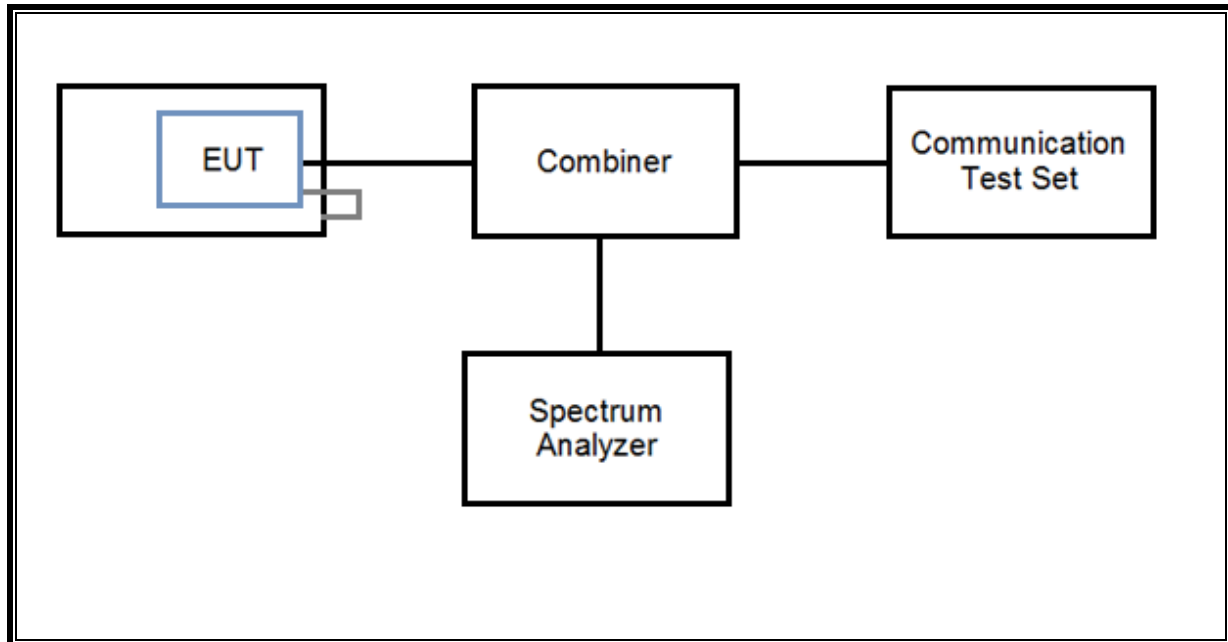 EUT
Combiner
Communication
Test Set
Spectrum
Analyzer